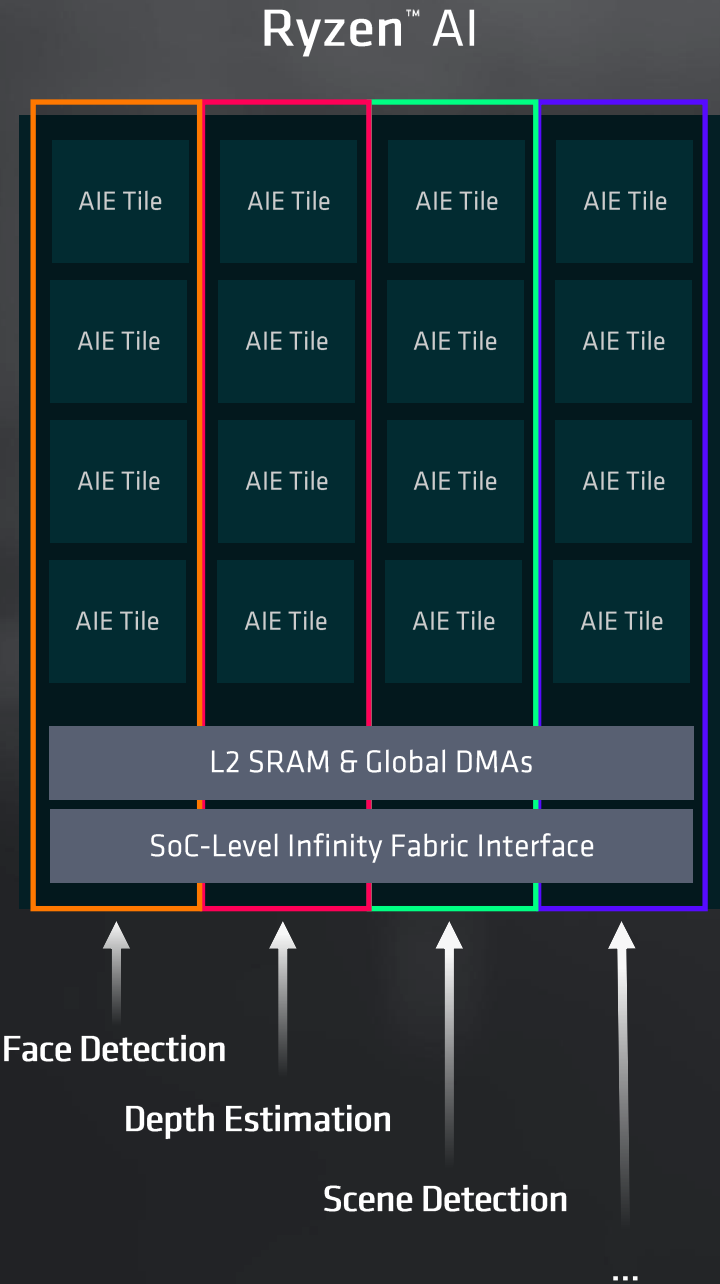 Ryzen™ AI
AIE Tile AIE Tile AIE Tile AIE Tile
AIE Tile AIE Tile AIE Tile AIE Tile
AIE Tile AIE Tile AIE Tile AIE Tile
AIE Tile AIE Tile AIE Tile AIE Tile
L2 SRAM & Global DMAs
SoC-Level Infinity Fabric Interface
Face Detection
Depth Estimation
Scene Detection
...